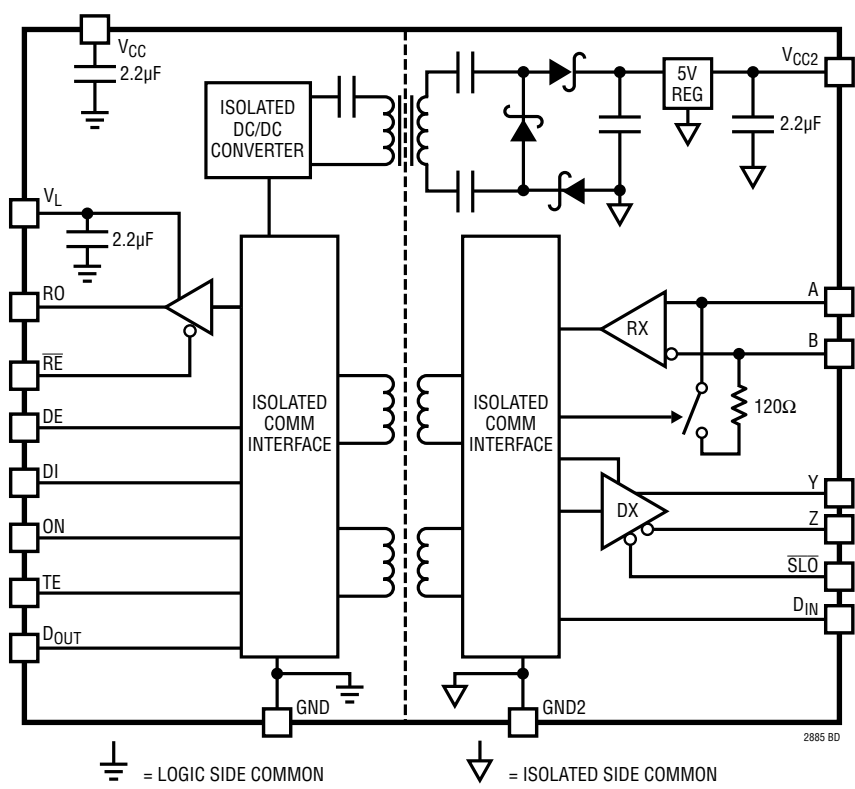 VCC
2.2µF
ISOLATED
DC/DC
CONVERTER
5V
REG
VCC2
2.2µF
VL
2.2µF
RO
RE
DE
DI
ON
TE
DOUT
ISOLATED
COMM
INTERFACE
ISOLATED
COMM
INTERFACE
RX
A
B
120Ω
DX
Y
Z
SLO
DIN
GND
GND2
2885 BD
= LOGIC SIDE COMMON
= ISOLATED SIDE COMMON